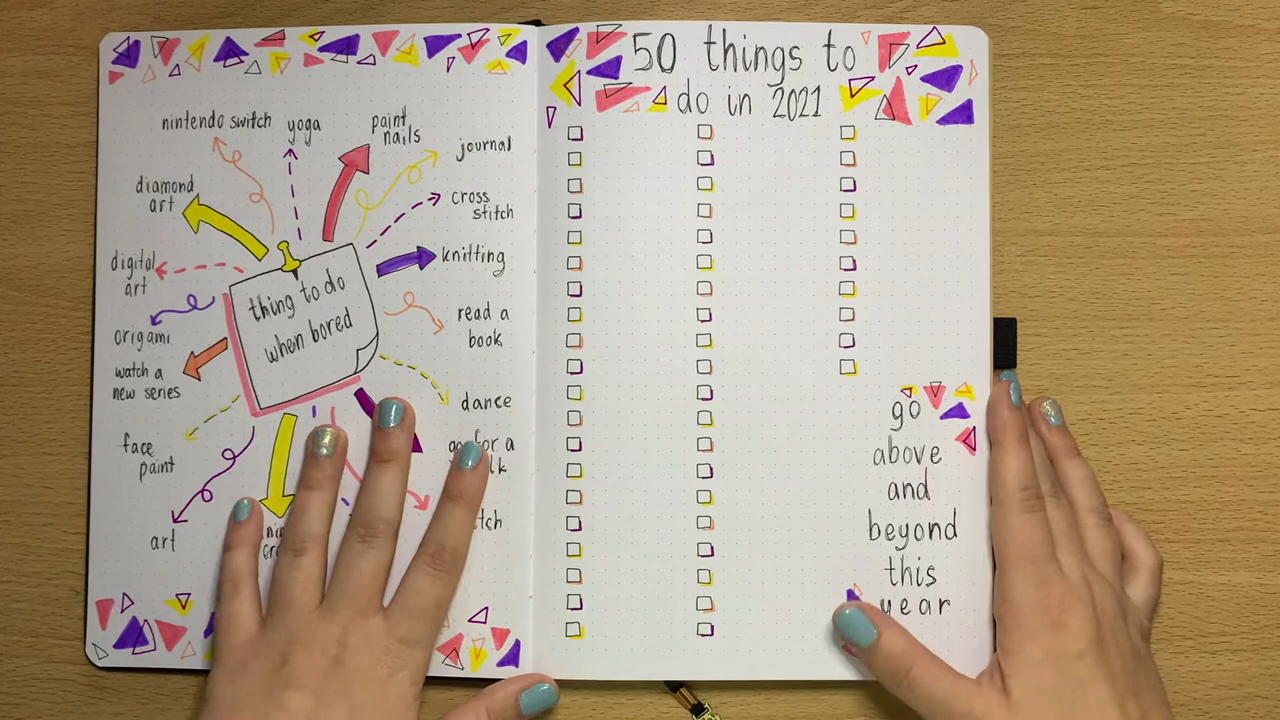 nintendo switch
yoga
paint
nails
journal
diamond
art
cross
stitch
digital
art
knitting
thing to do
when bored
origami
read a
book
watch a
new series
dance
face
paint
for a
art
50 things to
do in 2021
go
above
and
beyond
this
year